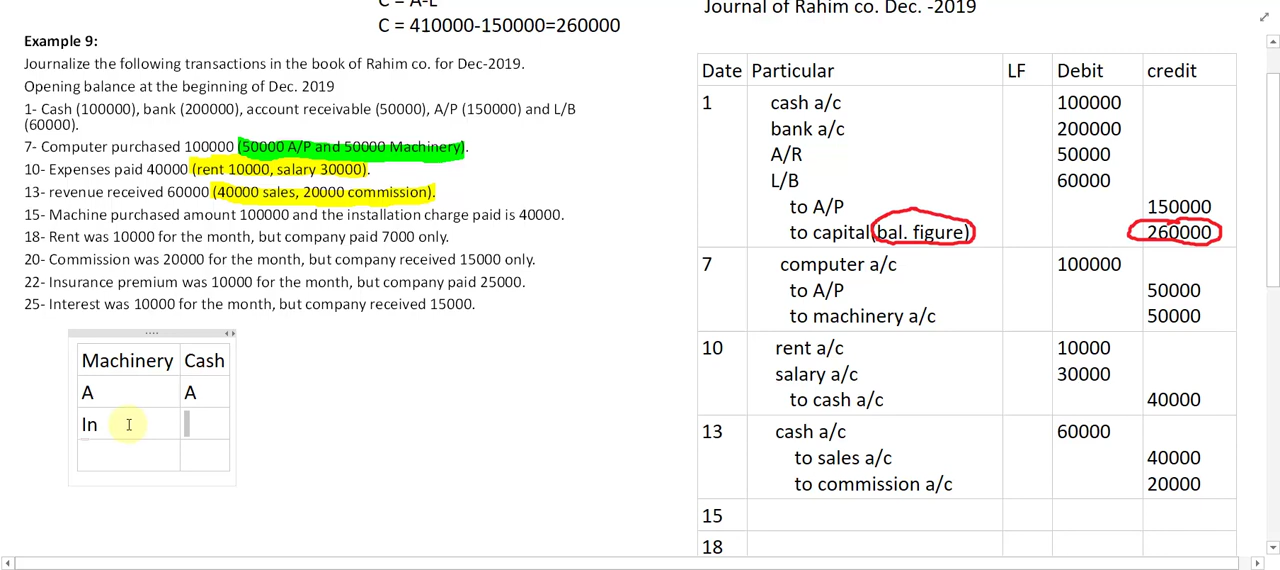 C = A-L
C = 410000-150000=260000
Example 9:
Journalize the following transactions in the book of Rahim co. for Dec-2019.
Opening balance at the beginning of Dec. 2019
1- Cash (100000), bank (200000), account receivable (50000), A/P (150000) and L/B
(60000).
7- Computer purchased 100000 (50000 A/P and 50000 Machinery).
10- Expenses paid 40000 (rent 10000, salary 30000).
13- revenue received 60000 (40000 sales, 20000 commission).
15- Machine purchased amount 100000 and the installation charge paid is 40000.
18- Rent was 10000 for the month, but company paid 7000 only.
20- Commission was 20000 for the month, but company received 15000 only.
22- Insurance premium was 10000 for the month, but company paid 25000.
25- Interest was 10000 for the month, but company received 15000.
Machinery Cash
A A
In
Journal of Rahim co. Dec. -2019
Date Particular LF Debit credit
1 cash a/c 100000
bank a/c 200000
A/R 50000
L/B 60000
to A/P 150000
to capital(bal. figure) 260000
7 computer a/c 100000
to A/P 50000
to machinery a/c 50000
10 rent a/c 10000
salary a/c 30000
to cash a/c 40000
13 cash a/c 60000
to sales a/c 40000
to commission a/c 20000
15
18